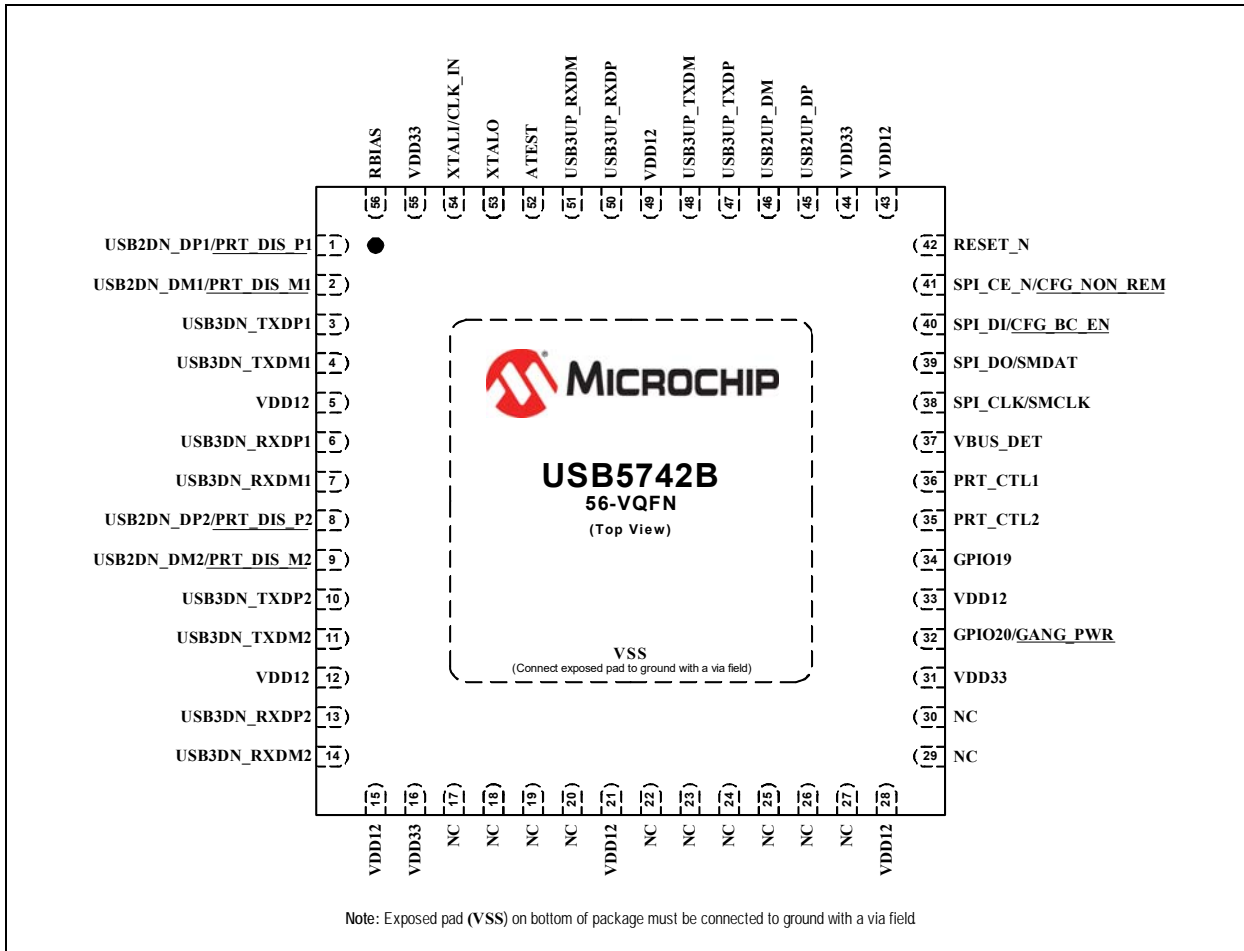 RBIAS
VDD33
XTALI/CLK_IN
XTALO
ATEST
USB3UP_RXDM
USB3UP_RXDP
VDD12
USB3UP_TXDM
USB3UP_TXDP
USB2UP_DM
USB2UP_DP
VDD33
VDD12
56
55
54
53
52
51
50
49
48
47
46
45
44
43
USB2DN_DP1/PRT_DIS_P1 1
USB2DN_DM1/PRT_DIS_M1 2
USB3DN_TXDP1 3
USB3DN_TXDM1 4
VDD12 5
USB3DN_RXDP1 6
USB3DN_RXDM1 7
USB2DN_DP2/PRT_DIS_P2 8
USB2DN_DM2/PRT_DIS_M2 9
USB3DN_TXDP2 10
USB3DN_TXDM2 11
VDD12 12
USB3DN_RXDP2 13
USB3DN_RXDM2 14
® MICROCHIP
USB5742B
56-VQFN
(Top View)
VSS
(Connect exposed pad to ground with a via field)
42 RESET_N
41 SPI_CE_N/CFG_NON_REM
40 SPI_DI/CFG_BC_EN
39 SPI_DO/SMDAT
38 SPI_CLK/SMCLK
37 VBUS_DET
36 PRT_CTL1
35 PRT_CTL2
34 GPIO19
33 VDD12
32 GPIO20/GANG_PWR
31 VDD33
30 NC
29 NC
15
16
17
18
19
20
21
22
23
24
25
26
27
28
VDD12
VDD33
NC
NC
NC
NC
VDD12
NC
NC
NC
NC
NC
NC
VDD12
Note: Exposed pad (VSS) on bottom of package must be connected to ground with a via field